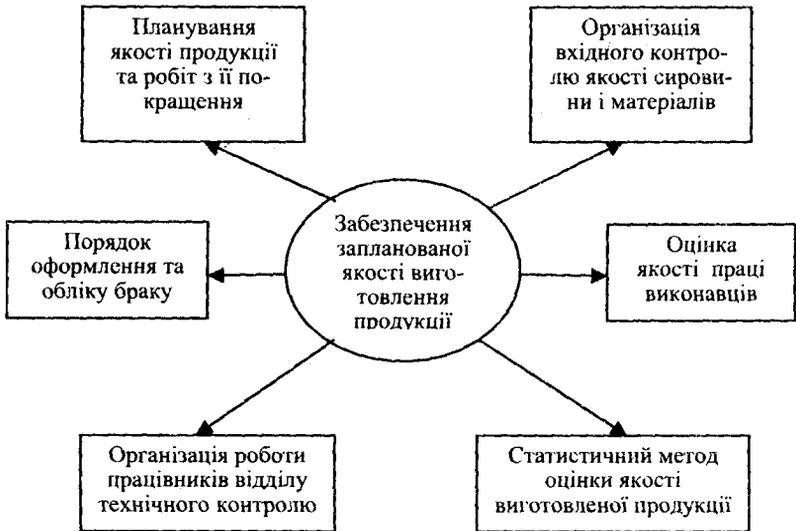 Планування
якості продукції
та робіт з її по-
кращення
Організація
вхідного контро-
лю якості сирови-
ни і матеріалів
Забезпечення
запланованої
якості виго-
товлення
продукції
Порядок
оформлення та
обліку браку
Оцінка
якості праці
виконавців
Організація роботи
працівників відділу
технічного контролю
Статистичний метод
оцінки якості
виготовленої продукції